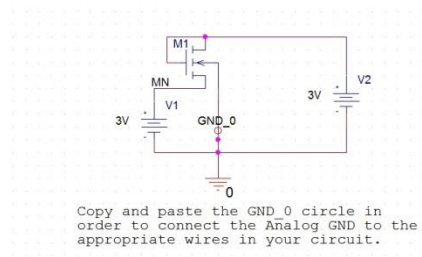 M1
MN
V1
3V
GND_0
V2
3V
0
Copy and paste the GND_0 circle in
order to connect the Analog GND to the
appropriate wires in your circuit.